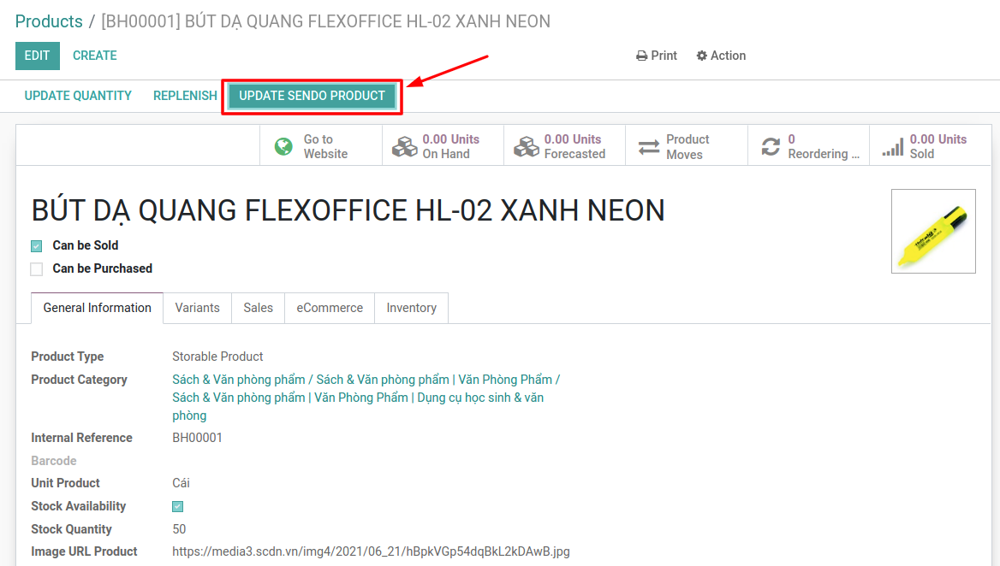 Products / [BH00001] BÚT DẠ QUANG FLEXOFFICE HL-02 XANH NEON
EDIT CREATE Print Action
UPDATE QUANTITY REPLENISH UPDATE SENDO PRODUCT
Go to Website
0.00 Units On Hand
0.00 Units Forecasted
Product Moves
0 Reordering ...
0.00 Units Sold
BÚT DẠ QUANG FLEXOFFICE HL-02 XANH NEON
Can be Sold
Can be Purchased
General Information Variants Sales eCommerce Inventory
Product Type Storable Product
Product Category Sách & Văn phòng phẩm / Sách & Văn phòng phẩm | Văn Phòng Phẩm /
Sách & Văn phòng phẩm | Văn Phòng Phẩm | Dụng cụ học sinh & văn
phòng
Internal Reference BH00001
Barcode
Unit Product Cái
Stock Availability
Stock Quantity 50
Image URL Product https://media3.scdn.vn/img4/2021/06_21/hBpkVGp54dqBkL2kDAwB.jpg